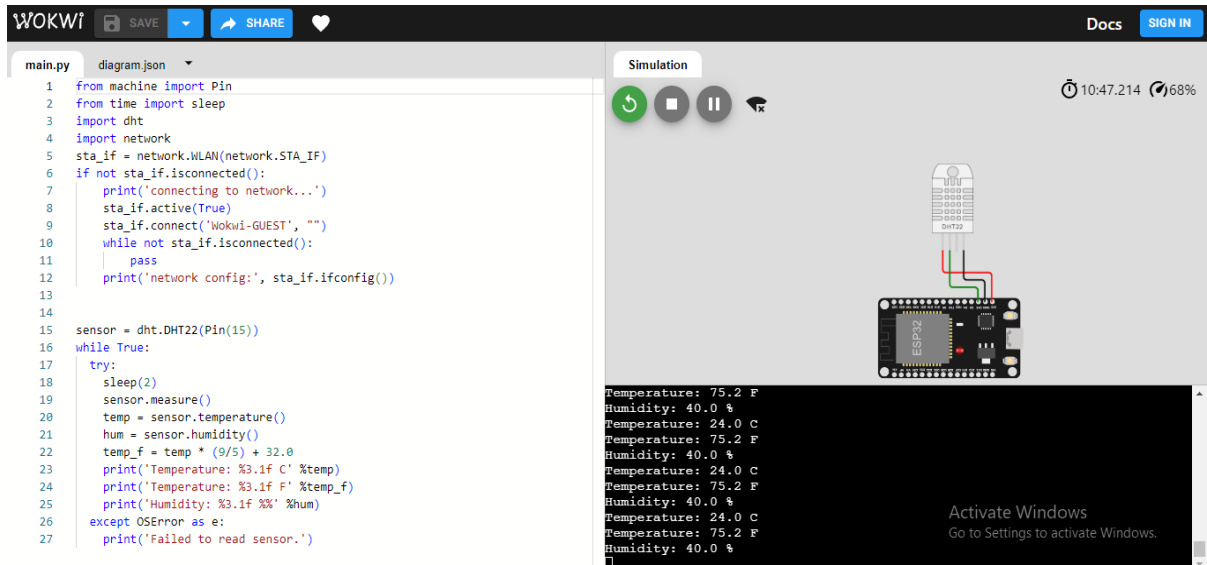 WOKWI SAVE SHARE Docs SIGN IN
main.py diagram.json
1 from machine import Pin
2 from time import sleep
3 import dht
4 import network
5 sta_if = network.WLAN(network.STA_IF)
6 if not sta_if.isconnected():
7 print('connecting to network...')
8 sta_if.active(True)
9 sta_if.connect('Wokwi-GUEST', "")
10 while not sta_if.isconnected():
11 pass
12 print('network config:', sta_if.ifconfig())
13
14
15 sensor = dht.DHT22(Pin(15))
16 while True:
17 try:
18 sleep(2)
19 sensor.measure()
20 temp = sensor.temperature()
21 hum = sensor.humidity()
22 temp_f = temp * (9/5) + 32.0
23 print('Temperature: %3.1f C' %temp)
24 print('Temperature: %3.1f F' %temp_f)
25 print('Humidity: %3.1f %%' %hum)
26 except OSError as e:
27 print('Failed to read sensor.')
Simulation
10:47.214 68%
DHT22
ESP32
Temperature: 75.2 F
Humidity: 40.0 %
Temperature: 24.0 C
Temperature: 75.2 F
Humidity: 40.0 %
Temperature: 24.0 C
Temperature: 75.2 F
Humidity: 40.0 %
Temperature: 24.0 C
Temperature: 75.2 F
Humidity: 40.0 %
Activate Windows
Go to Settings to activate Windows.